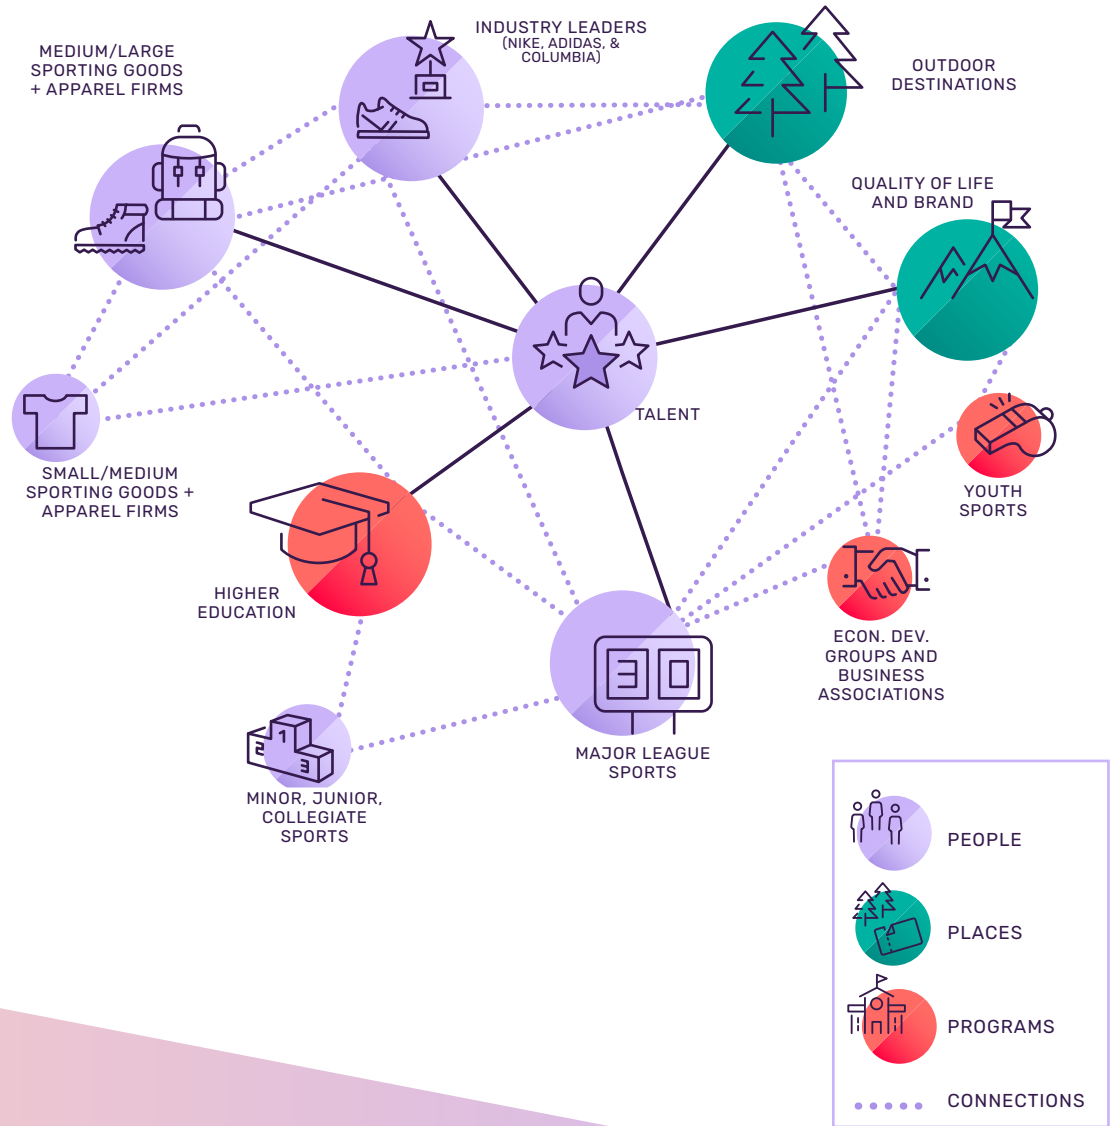 MEDIUM/LARGE
SPORTING GOODS
+ APPAREL FIRMS
INDUSTRY LEADERS
(NIKE, ADIDAS, &
COLUMBIA)
OUTDOOR
DESTINATIONS
QUALITY OF LIFE
AND BRAND
TALENT
SMALL/MEDIUM
SPORTING GOODS +
APPAREL FIRMS
YOUTH
SPORTS
HIGHER
EDUCATION
ECON. DEV.
GROUPS AND
BUSINESS
ASSOCIATIONS
30
2 1 3
MAJOR LEAGUE
SPORTS
MINOR, JUNIOR,
COLLEGIATE
SPORTS
PEOPLE
PLACES
PROGRAMS
CONNECTIONS